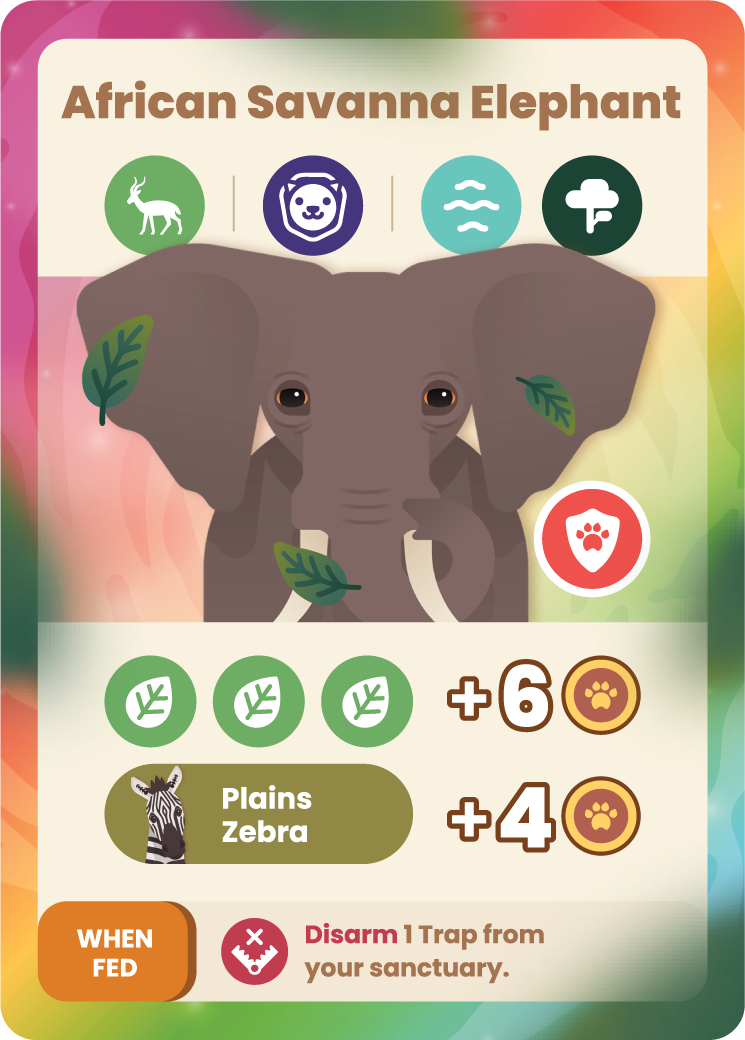 African Savanna Elephant
+6
Plains
Zebra
+4
WHEN
FED
Disarm 1 Trap from
your sanctuary.